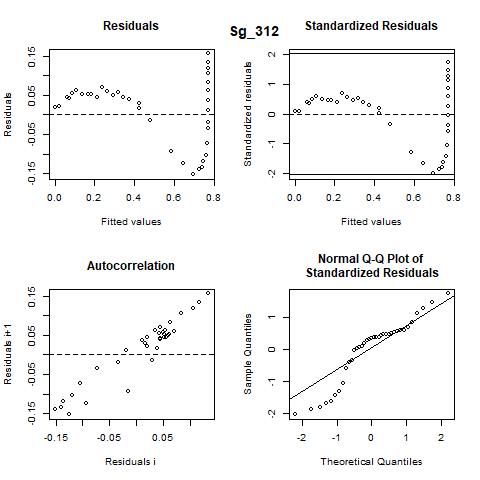 Sg_312
Residuals
Residuals
0.15
0.05
-0.05
-0.15
0.0
0.2
0.4
0.6
0.8
Fitted values
Standardized Residuals
Standardized residuals
2
1
0
-1
-2
0.0
0.2
0.4
0.6
0.8
Fitted values
Autocorrelation
Residuals i+1
0.15
0.05
-0.05
-0.15
-0.15
-0.05
0.05
Residuals i
Normal Q-Q Plot of
Standardized Residuals
Sample Quantiles
1
0
-1
-2
-2
-1
0
1
2
Theoretical Quantiles